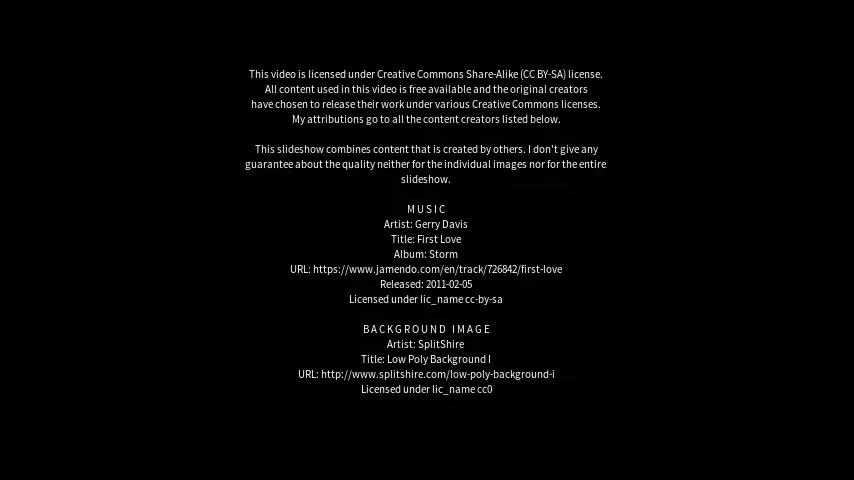 This video is licensed under Creative Commons Share-Alike (CC BY-SA) license.
All content used in this video is free available and the original creators
have chosen to release their work under various Creative Commons licenses.
My attributions go to all the content creators listed below.
This slideshow combines content that is created by others. I don't give any
guarantee about the quality neither for the individual images nor for the entire
slideshow.
MUSIC
Artist: Gerry Davis
Title: First Love
Album: Storm
URL: https://www.jamendo.com/en/track/726842/first-love
Released: 2011-02-05
Licensed under lic_name cc-by-sa
BACKGROUND IMAGE
Artist: SplitShire
Title: Low Poly Background I
URL: http://www.splitshire.com/low-poly-background-i
Licensed under lic_name cc0